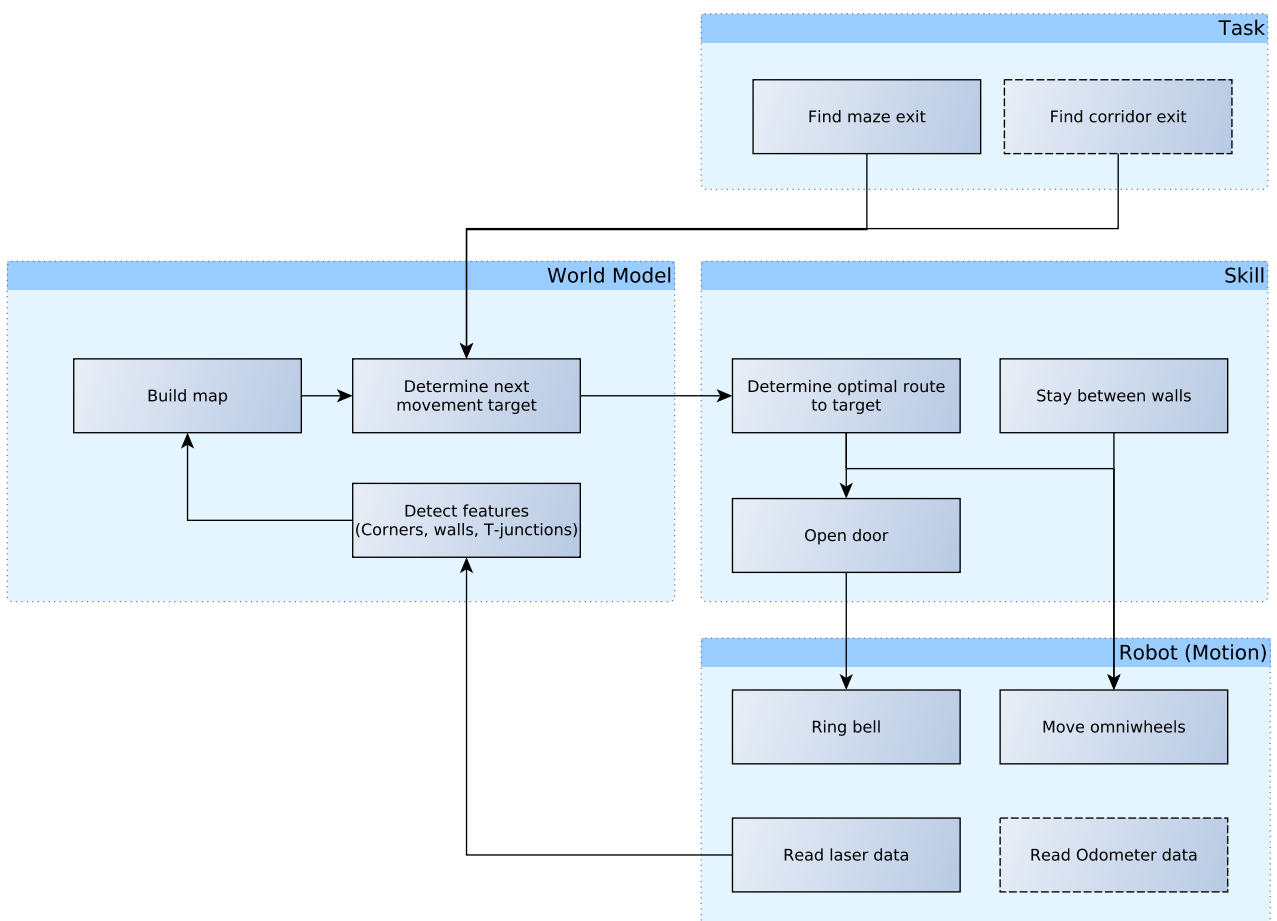 Task
Find maze exit
Find corridor exit
World Model
Build map
Determine next
movement target
Detect features
(Corners, walls, T-junctions)
Skill
Determine optimal route
to target
Stay between walls
Open door
Robot (Motion)
Ring bell
Move omniwheels
Read laser data
Read Odometer data